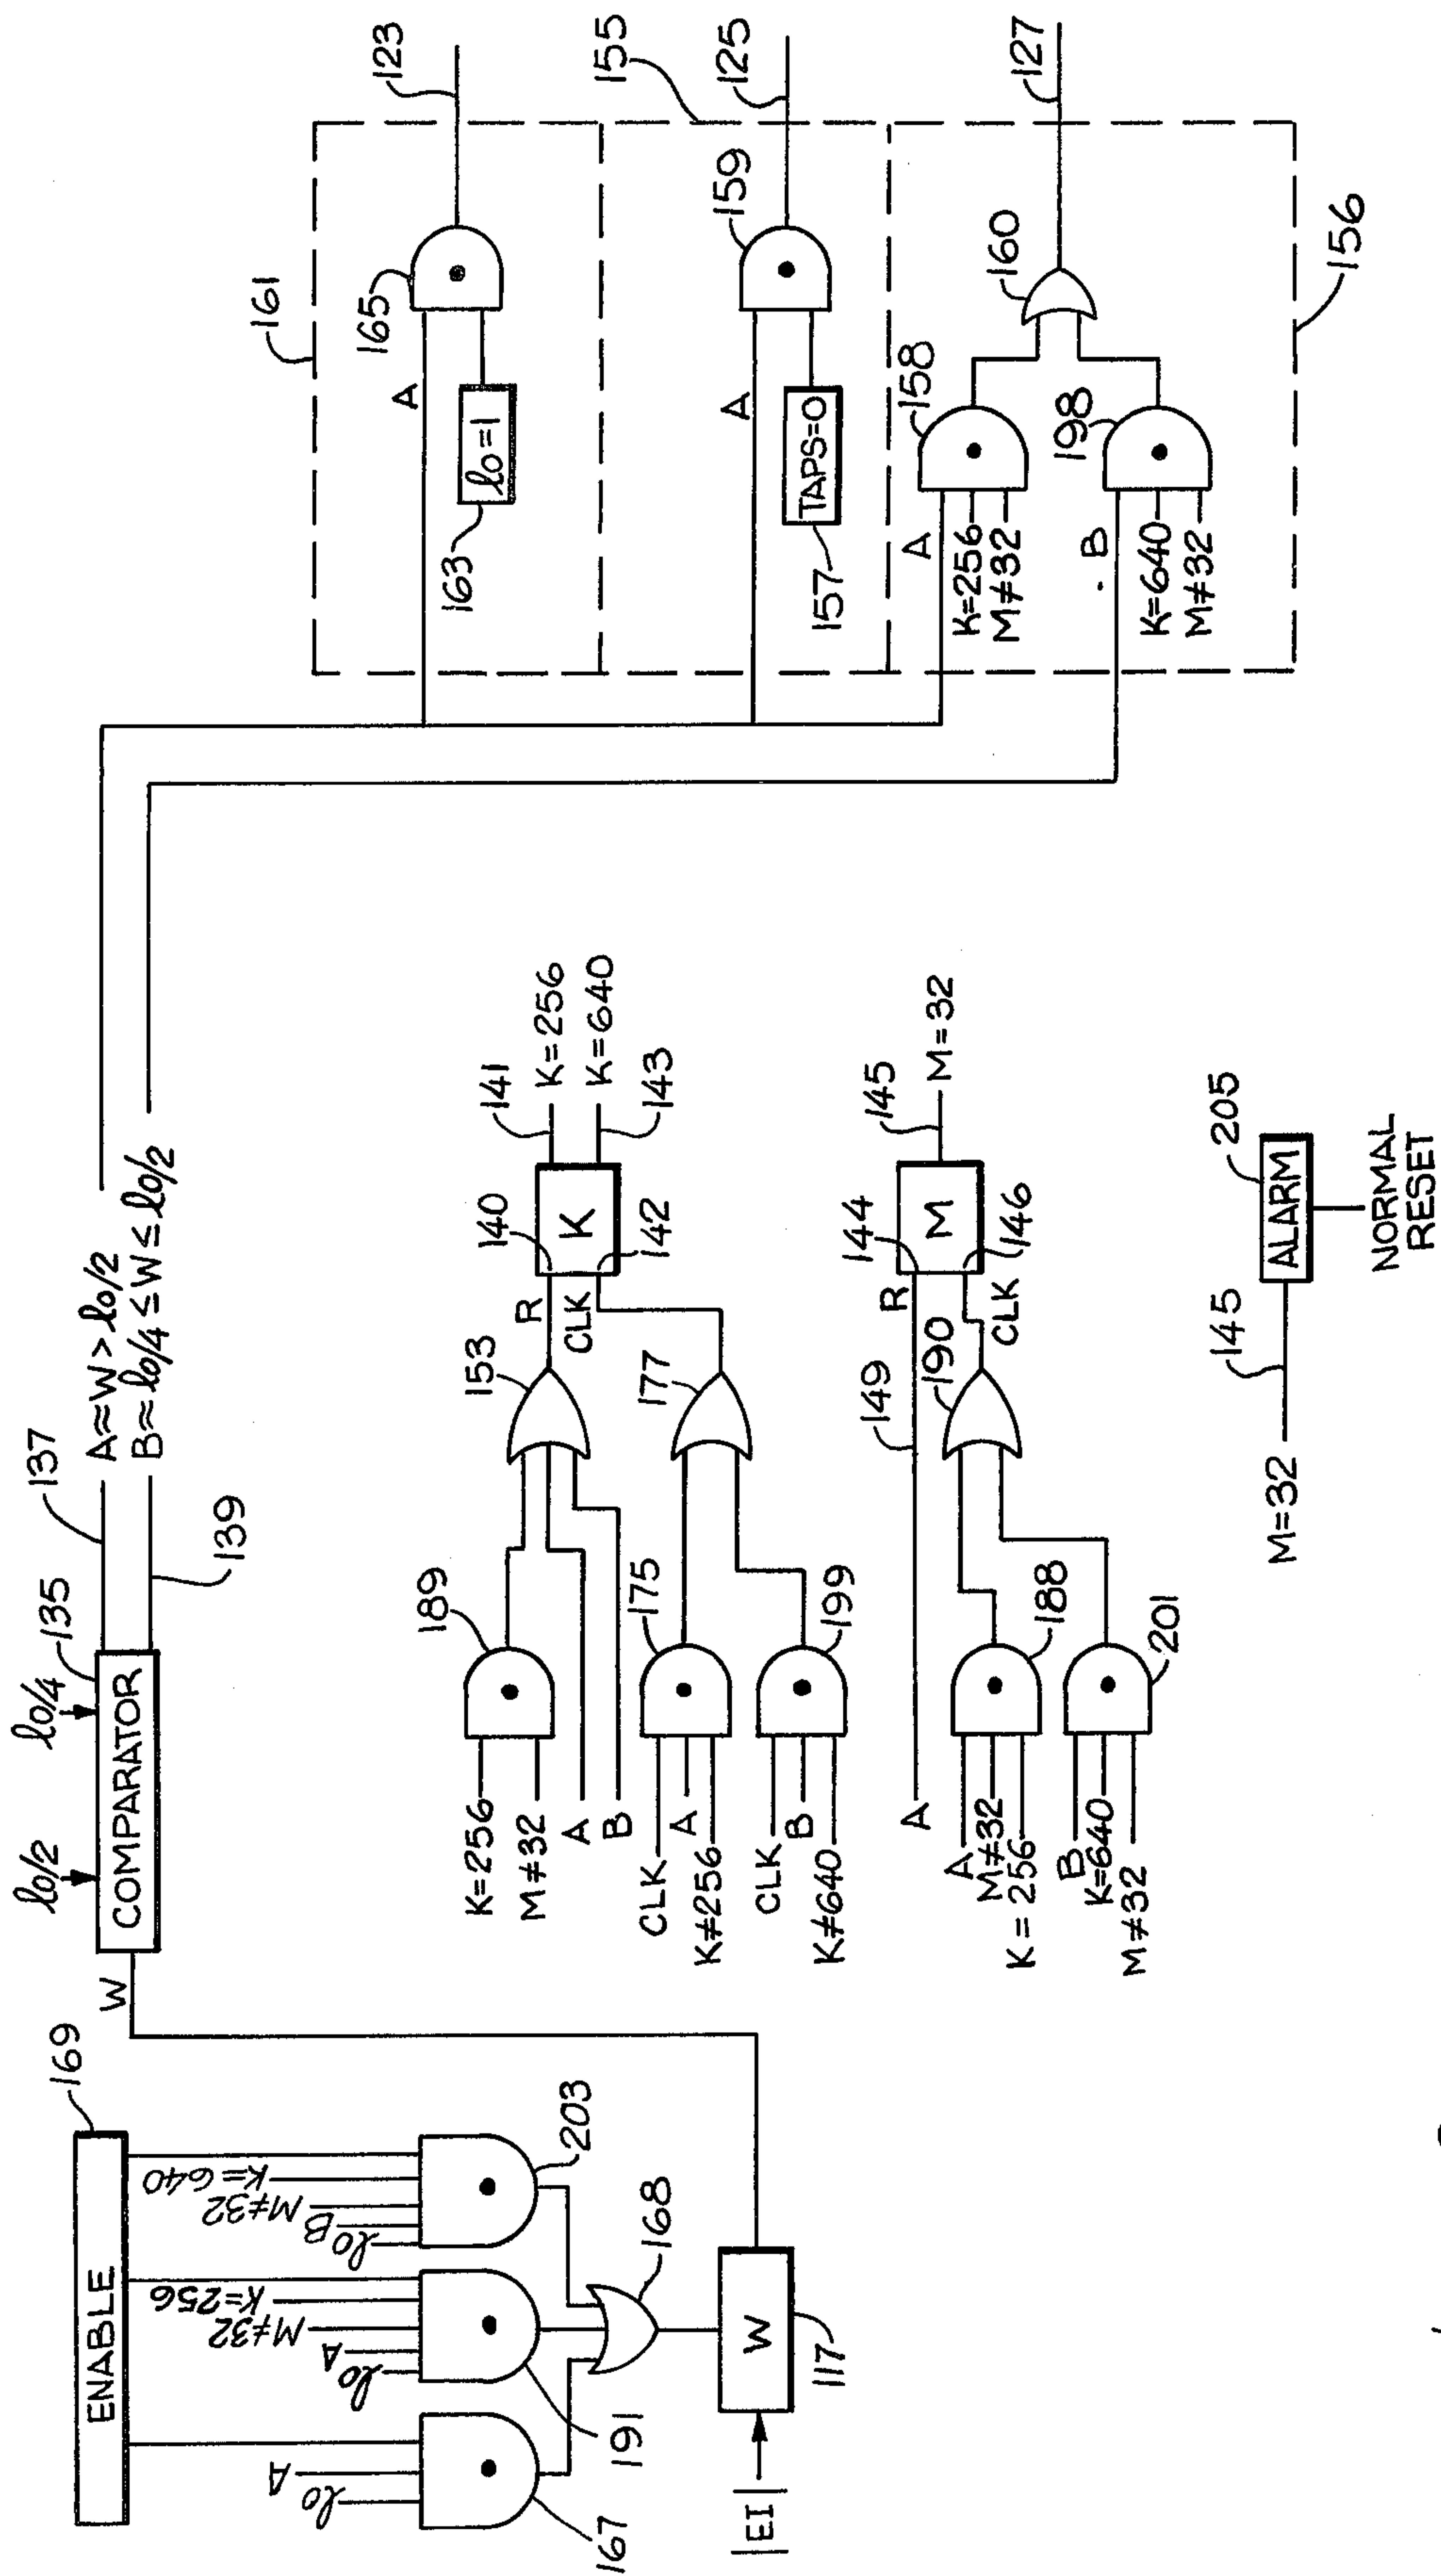 169
ENABLE
ℓo
A
ℓo
A
M≠32
K=256
ℓo
B
M≠32
K=640
167
191
203
168
|EI|
W
117
W
ℓo/2
ℓo/4
COMPARATOR
135
137
139
A≈W>ℓo/2
B≈ℓo/4≤W≤ℓo/2
K=256
M≠32
A
B
189
153
R
140
K
141
K=256
K=640
143
CLK
142
CLK
A
K≠256
175
177
CLK
B
K≠640
199
A
149
R
144
M
145
M=32
CLK
146
A
M≠32
K=256
188
190
B
K=640
M≠32
201
M=32
145
ALARM
205
NORMAL
RESET
161
A
165
123
163
ℓo=1
155
A
159
125
157
TAPS=0
A
K=256
M≠32
158
160
127
B
K=640
M≠32
198
156